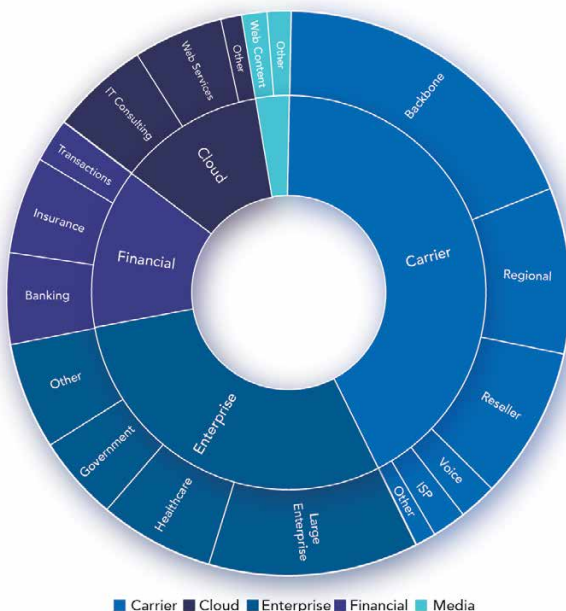 Backbone
Regional
Reseller
Voice
ISP
Other
Large
Enterprise
Healthcare
Government
Other
Banking
Insurance
Transactions
IT Consulting
Web Services
Other
Web Content
Other
Carrier
Enterprise
Financial
Cloud
Carrier Cloud Enterprise Financial Media